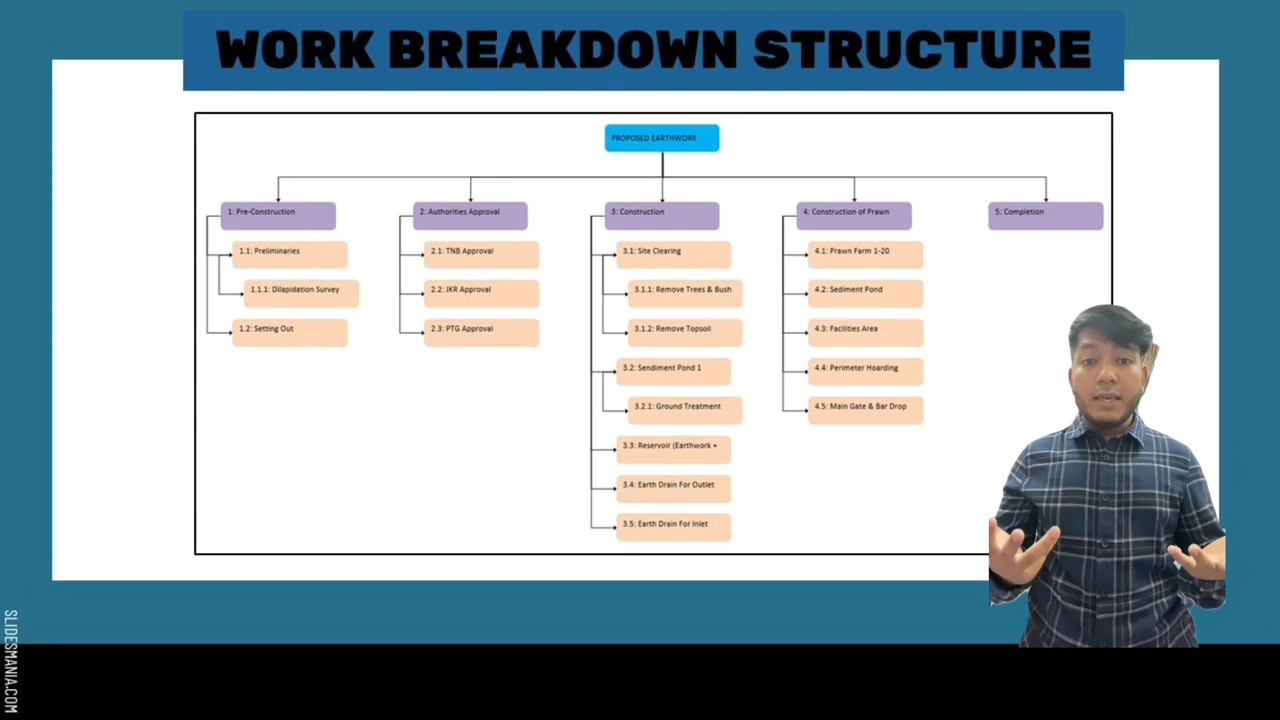 WORK BREAKDOWN STRUCTURE
PROPOSED EARTHWORK
1: Pre-Construction
1.1: Preliminaries
1.1.1: Dilapidation Survey
1.2: Setting Out
2: Authorities Approval
2.1: TNB Approval
2.2: JKR Approval
2.3: PTG Approval
3: Construction
3.1: Site Clearing
3.1.1: Remove Trees & Bush
3.1.2: Remove Topsoil
3.2: Sendiment Pond 1
3.2.1: Ground Treatment
3.3: Reservoir (Earthwork +
3.4: Earth Drain For Outlet
3.5: Earth Drain For Inlet
4: Construction of Prawn
4.1: Prawn Farm 1-20
4.2: Sediment Pond
4.3: Facilities Area
4.4: Perimeter Hoarding
4.5: Main Gate & Bar Drop
5: Completion
SLIDESMANIA.COM